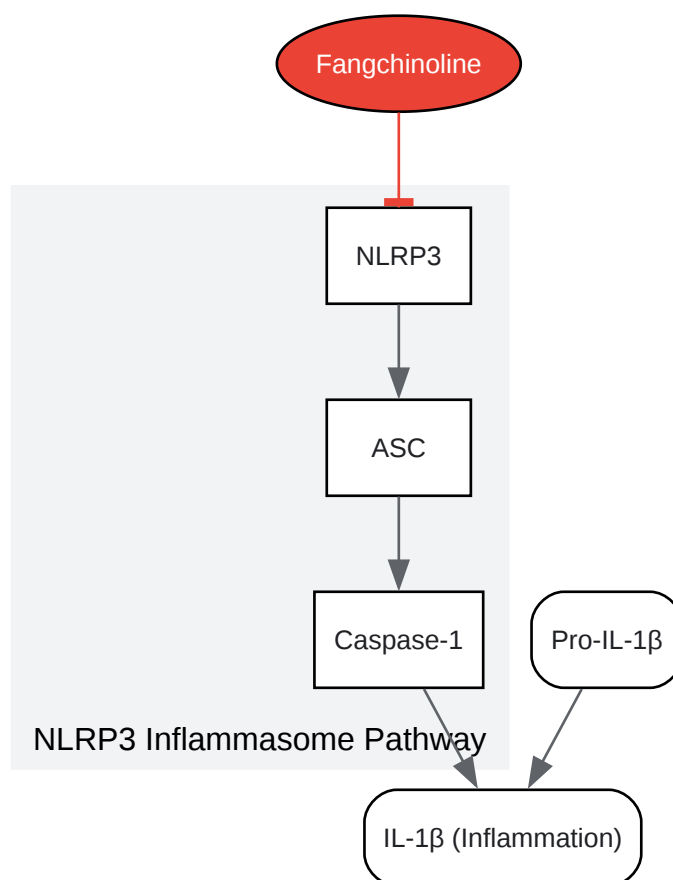 Fangchinoline
NLRP3
ASC
Caspase-1
Pro-IL-1β
NLRP3 Inflammasome Pathway
IL-1β (Inflammation)